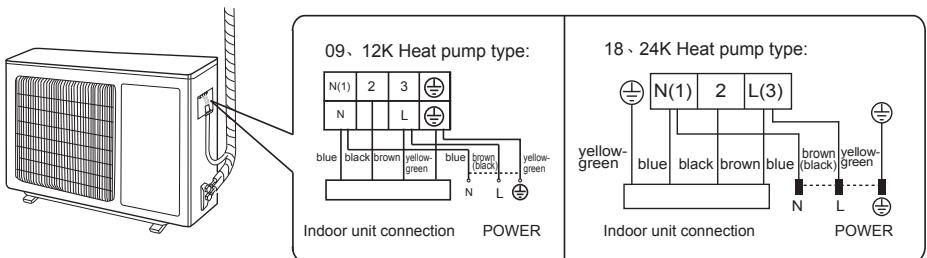 09、12K Heat pump type:
N(1) 2 3
N L
blue black brown yellow-green blue brown (black) yellow-green
N L
Indoor unit connection POWER
18、24K Heat pump type:
N(1) 2 L(3)
yellow-green blue black brown blue brown (black) yellow-green
N L
Indoor unit connection POWER